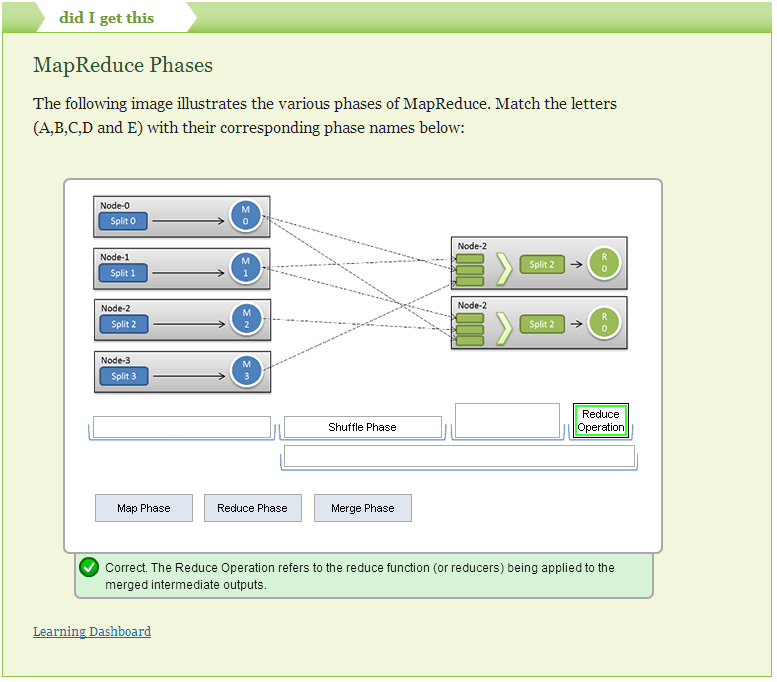 did I get this
MapReduce Phases
The following image illustrates the various phases of MapReduce. Match the letters
(A,B,C,D and E) with their corresponding phase names below:
Node-0
Split 0
M
0
Node-1
Split 1
M
1
Node-2
Split 2
M
2
Node-3
Split 3
M
3
Node-2
Split 2
R
0
Node-2
Split 2
R
0
Shuffle Phase
Reduce
Operation
Map Phase
Reduce Phase
Merge Phase
Correct. The Reduce Operation refers to the reduce function (or reducers) being applied to the
merged intermediate outputs.
Learning Dashboard